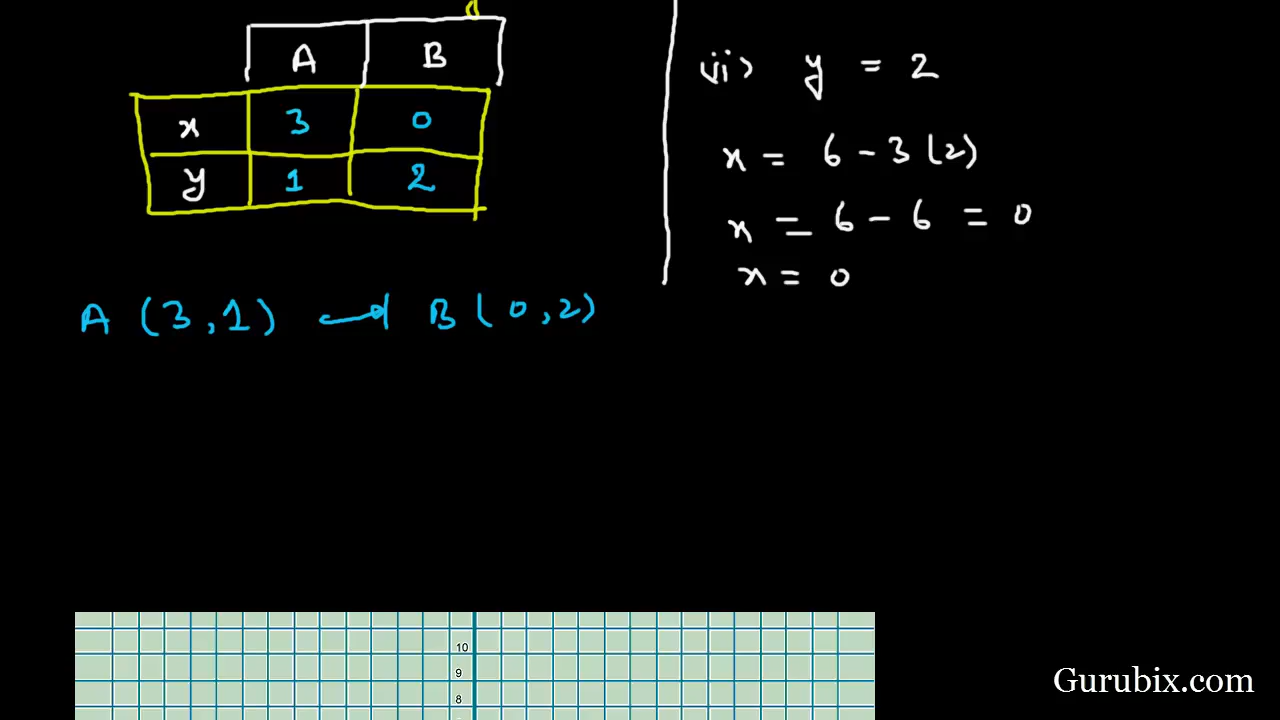 A B
x 3 0
y 1 2
A (3,1) → B (0,2)
ii) y = 2
x = 6 - 3(2)
x = 6 - 6 = 0
x = 0
10
9
8
Gurubix.com